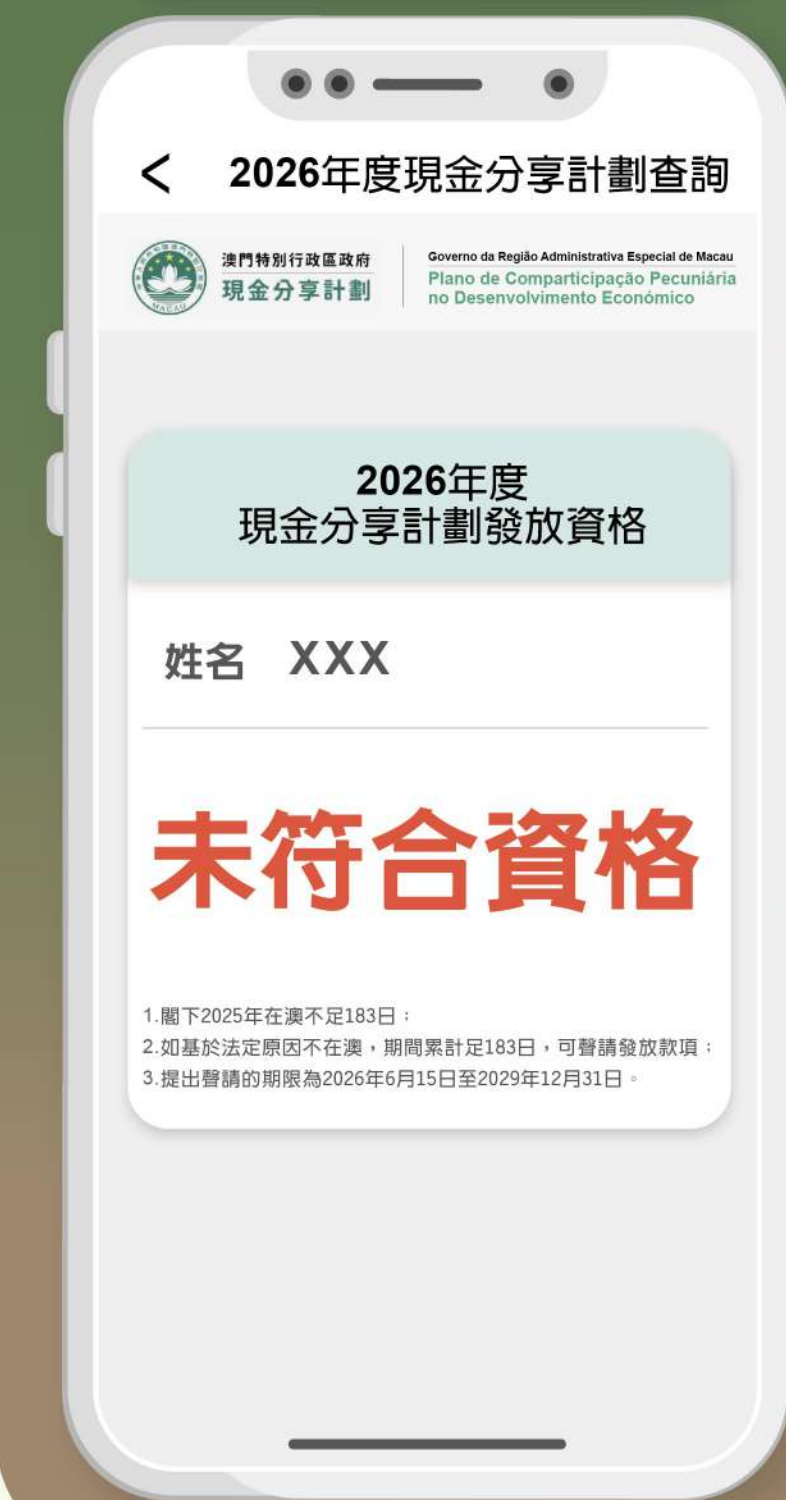 < 2026年度現金分享計劃查詢
澳門特別行政區政府
現金分享計劃
Governo da Região Administrativa Especial de Macau
Plano de Comparticipação Pecuniária
no Desenvolvimento Económico
2026年度
現金分享計劃發放資格
姓名 XXX
未符合資格
1.閣下2025年在澳不足183日；
2.如基於法定原因不在澳，期間累計足183日，可聲請發放款項；
3.提出聲請的期限為2026年6月15日至2029年12月31日。